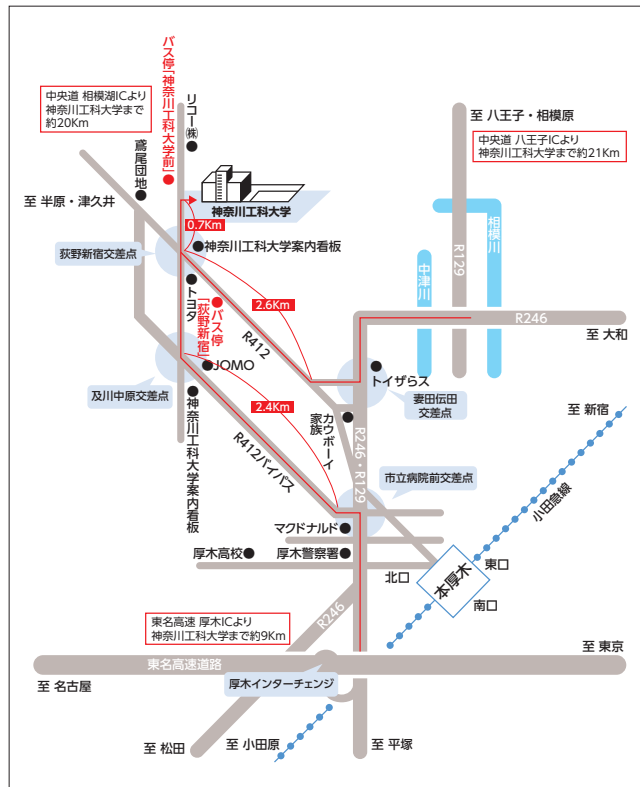 バス停「神奈川工科大学前」
リコー㈱
中央道 相模湖ICより
神奈川工科大学まで
約20Km
至 八王子・相模原
中央道 八王子ICより
神奈川工科大学まで約21Km
鳶尾団地
至 半原・津久井
神奈川工科大学
0.7Km
荻野新宿交差点
神奈川工科大学案内看板
相模川
中津川
R129
トヨタ
バス停
「荻野新宿」
2.6Km
R412
R246
至 大和
JOMO
トイザらス
及川中原交差点
妻田伝田
交差点
神奈川工科大学案内看板
2.4Km
カウボーイ
家族
R246・R129
至 新宿
小田急線
R412バイパス
市立病院前交差点
マクドナルド
厚木高校
厚木警察署
北口
本厚木
東口
南口
R246
東名高速 厚木ICより
神奈川工科大学まで約9Km
東名高速道路
至 東京
至 名古屋
厚木インターチェンジ
至 松田
至 小田原
至 平塚